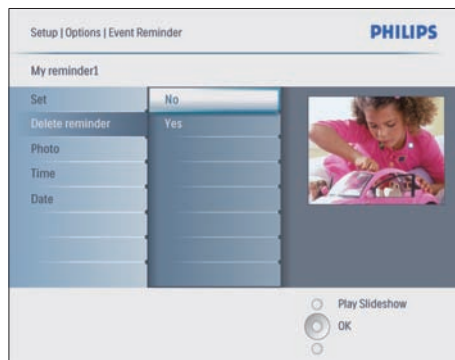 Setup | Options | Event Reminder
PHILIPS
My reminder1
Set
No
Delete reminder
Yes
Photo
Time
Date
Play Slideshow
OK